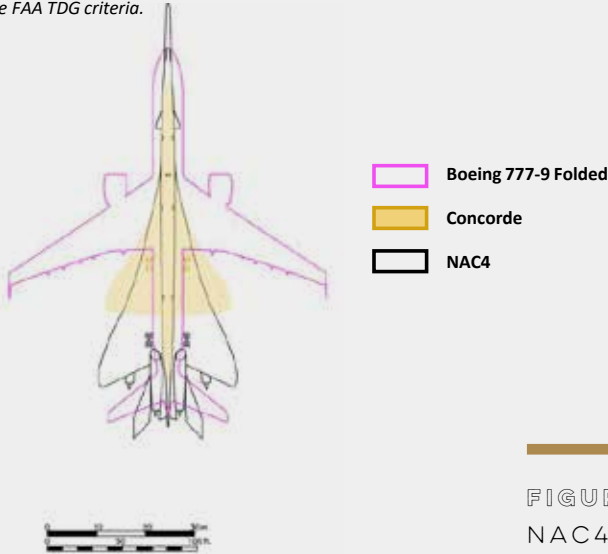 e FAA TDG criteria.
Boeing 777-9 Folded
Concorde
NAC4
FIGU
NAC4